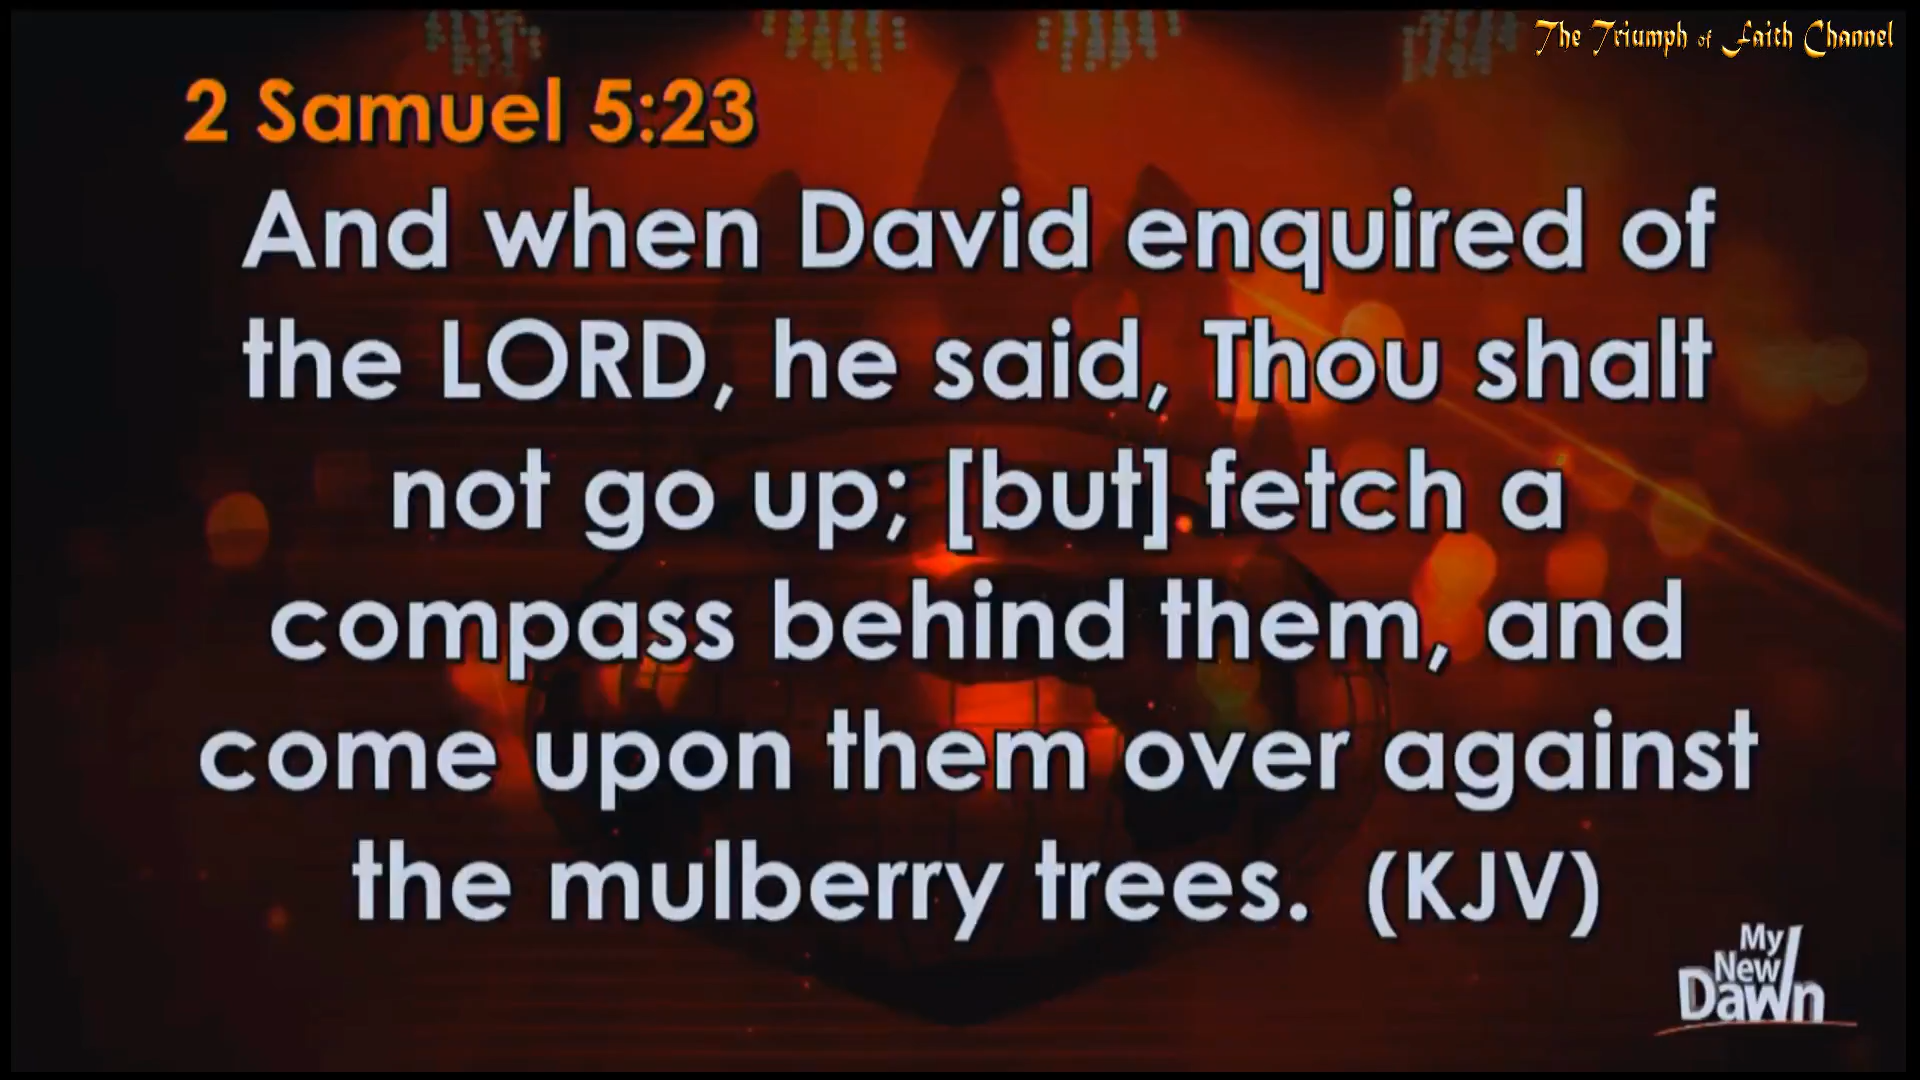 The Triumph of Faith Channel
2 Samuel 5:23
And when David enquired of
the LORD, he said, Thou shalt
not go up; [but] fetch a
compass behind them, and
come upon them over against
the mulberry trees. (KJV)
My
New
Dawn